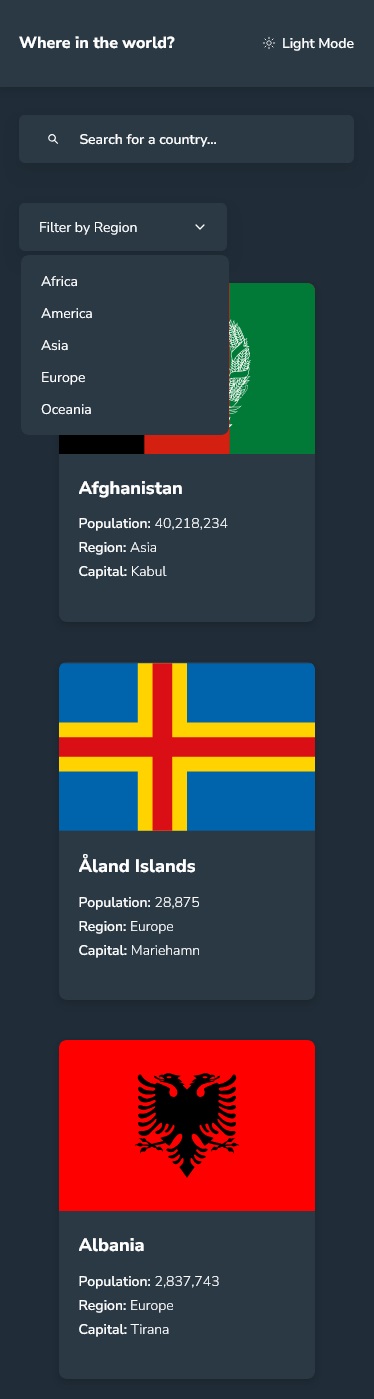 Where in the world?
Light Mode
Search for a country...
Filter by Region
Africa
America
Asia
Europe
Oceania
Afghanistan
Population: 40,218,234
Region: Asia
Capital: Kabul
Åland Islands
Population: 28,875
Region: Europe
Capital: Mariehamn
Albania
Population: 2,837,743
Region: Europe
Capital: Tirana